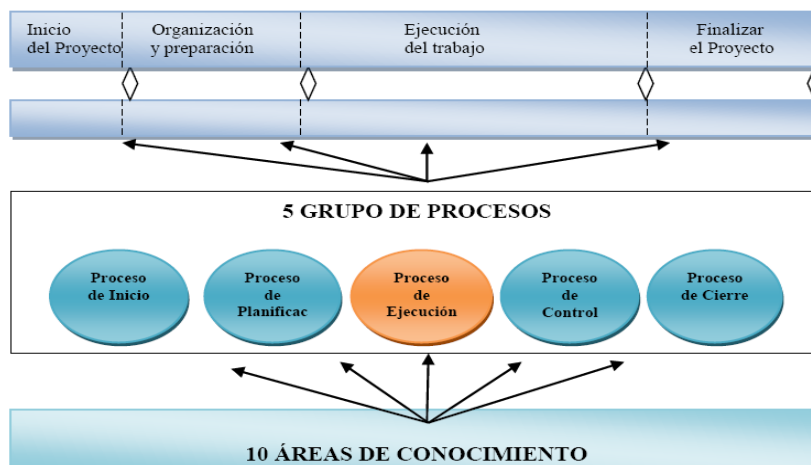 Inicio
del Proyecto
Organización
y preparación
Ejecución
del trabajo
Finalizar
el Proyecto
5 GRUPO DE PROCESOS
Proceso
de Inicio
Proceso
de
Planificac
Proceso
de
Ejecución
Proceso
de
Control
Proceso
de Cierre
10 ÁREAS DE CONOCIMIENTO